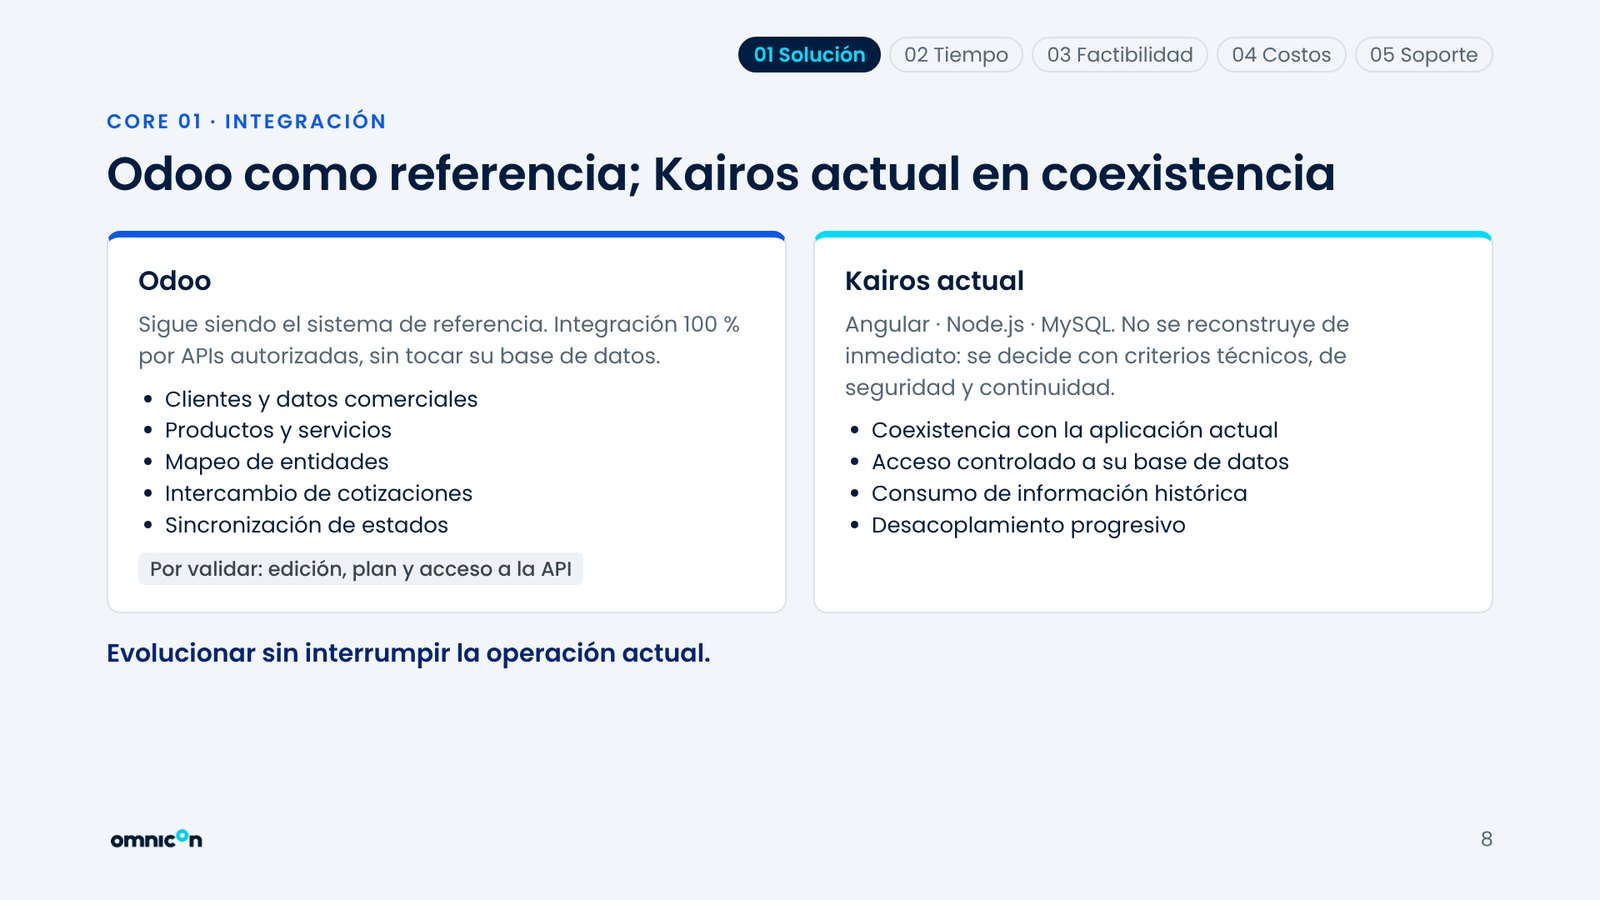 01 Solución
02 Tiempo
03 Factibilidad
04 Costos
05 Soporte
CORE 01 · INTEGRACIÓN
Odoo como referencia; Kairos actual en coexistencia
Odoo
Sigue siendo el sistema de referencia. Integración 100 %
por APIs autorizadas, sin tocar su base de datos.
• Clientes y datos comerciales
• Productos y servicios
• Mapeo de entidades
• Intercambio de cotizaciones
• Sincronización de estados
Por validar: edición, plan y acceso a la API
Kairos actual
Angular · Node.js · MySQL. No se reconstruye de
inmediato: se decide con criterios técnicos, de
seguridad y continuidad.
• Coexistencia con la aplicación actual
• Acceso controlado a su base de datos
• Consumo de información histórica
• Desacoplamiento progresivo
Evolucionar sin interrumpir la operación actual.
omnicon
8